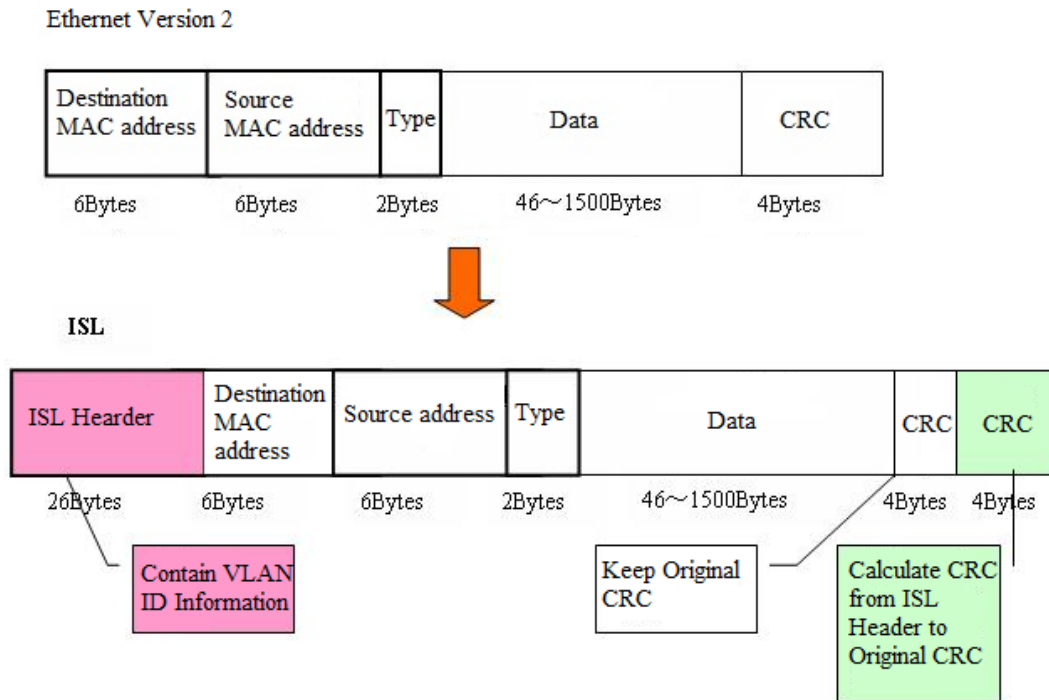 Ethernet Version 2
Destination
MAC address
Source
MAC address
Type
Data
CRC
6Bytes
6Bytes
2Bytes
46～1500Bytes
4Bytes
ISL
ISL Hearder
Destination
MAC
address
Source address
Type
Data
CRC
CRC
26Bytes
6Bytes
6Bytes
2Bytes
46～1500Bytes
4Bytes
4Bytes
Contain VLAN
ID Information
Keep Original
CRC
Calculate CRC
from ISL
Header to
Original CRC